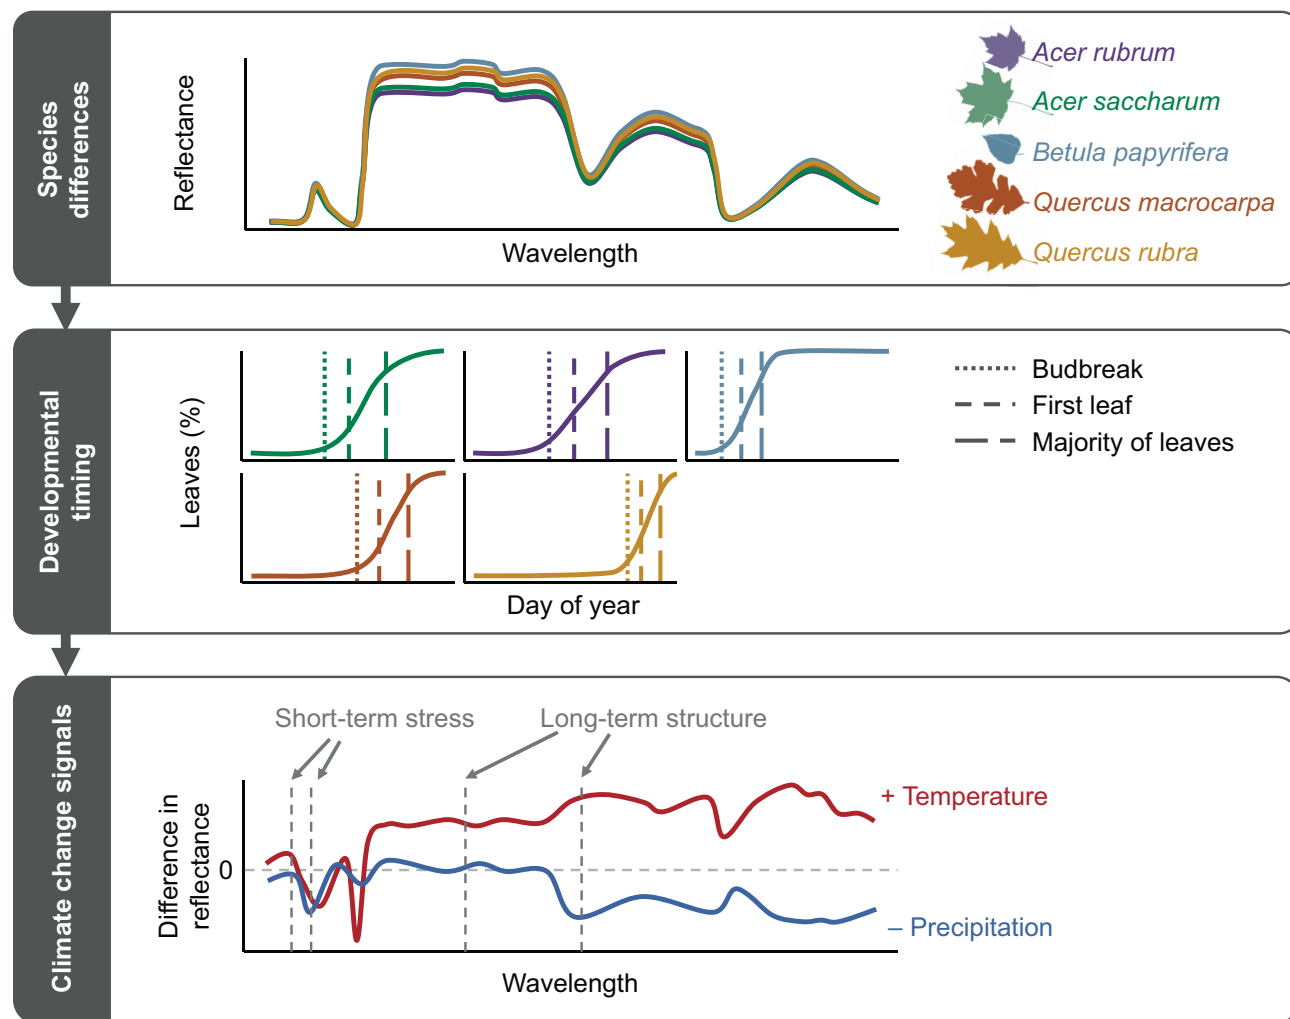 Species
differences
Reflectance
Wavelength
Acer rubrum
Acer saccharum
Betula papyrifera
Quercus macrocarpa
Quercus rubra
Developmental
timing
Leaves (%)
Day of year
Budbreak
First leaf
Majority of leaves
Climate change signals
Short-term stress
Long-term structure
Difference in
reflectance
0
+ Temperature
– Precipitation
Wavelength